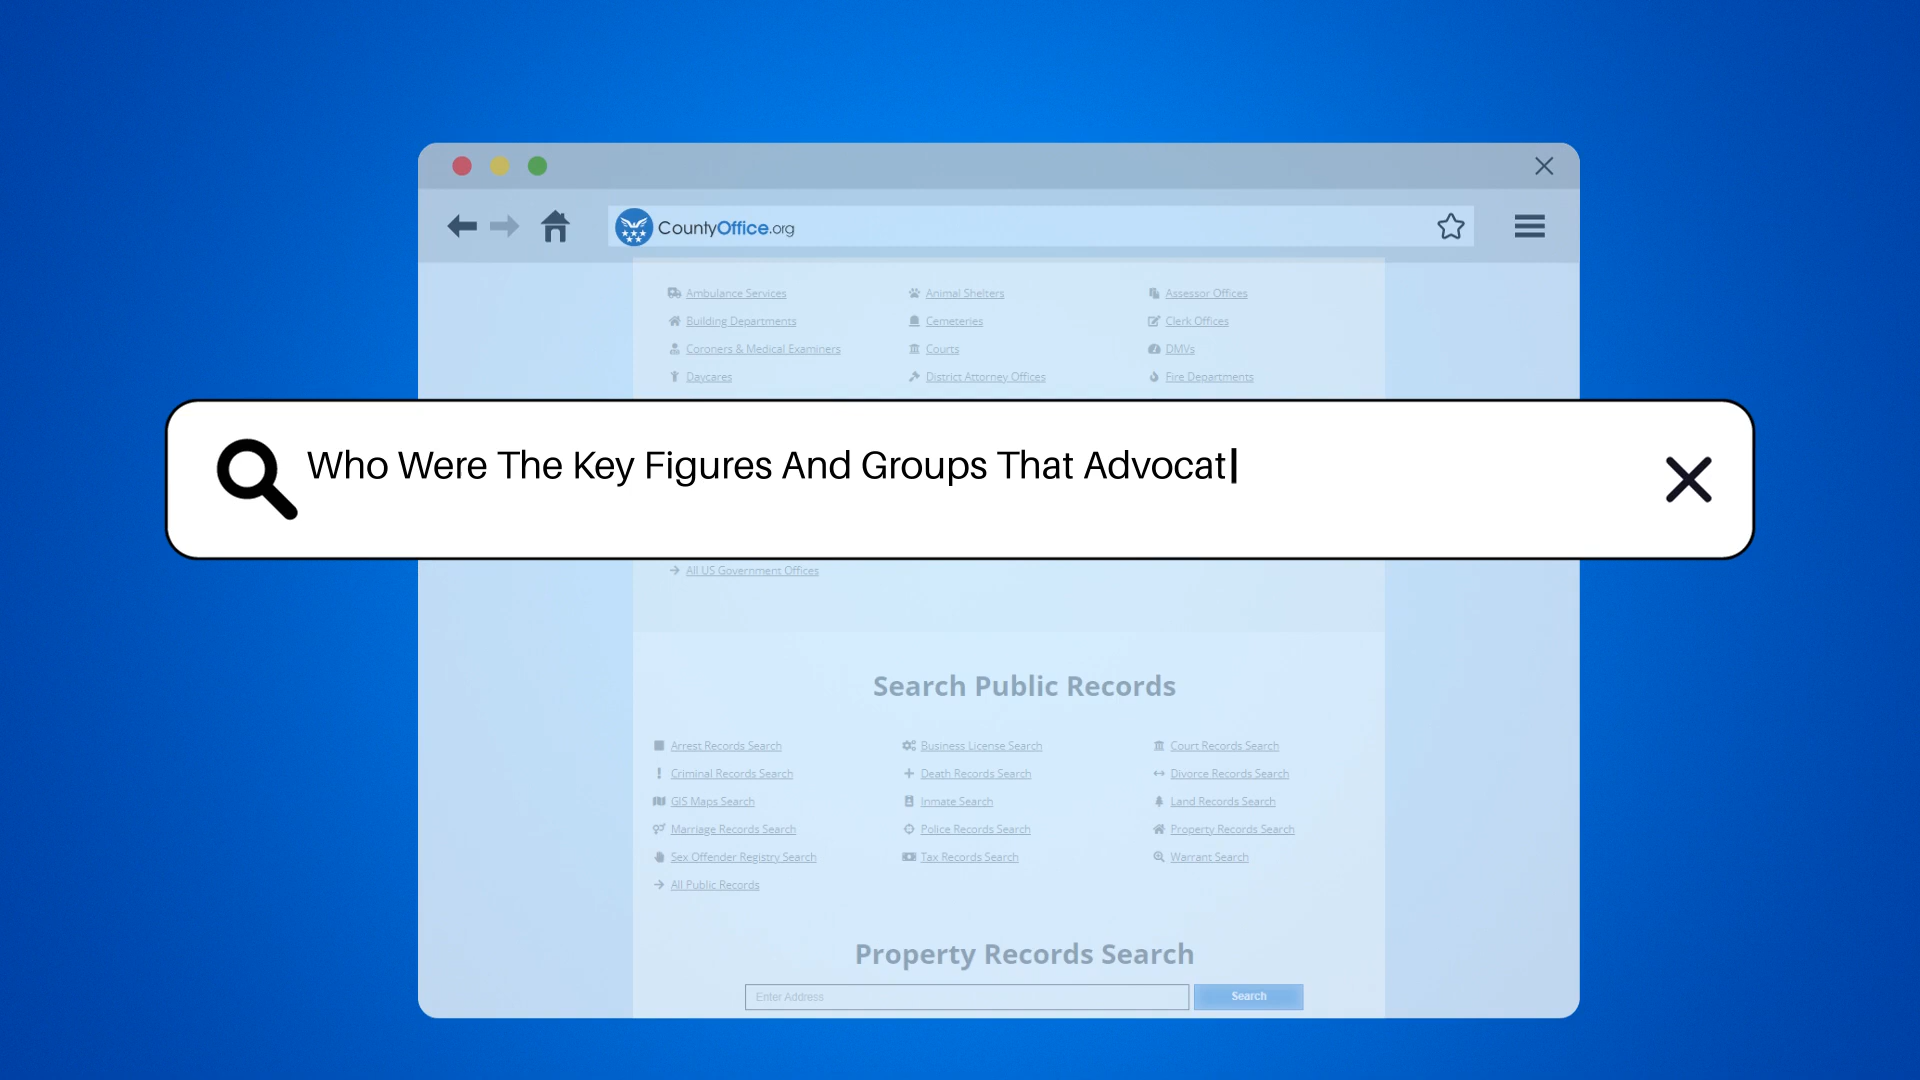 CountyOffice.org
Ambulance Services Animal Shelters Assessor Offices
Building Departments Cemeteries Clerk Offices
Coroners & Medical Examiners Courts DMVs
Daycares District Attorney Offices Fire Departments
Who Were The Key Figures And Groups That Advocat
All US Government Offices
Search Public Records
Arrest Records Search Business License Search Court Records Search
Criminal Records Search Death Records Search Divorce Records Search
GIS Maps Search Inmate Search Land Records Search
Marriage Records Search Police Records Search Property Records Search
Sex Offender Registry Search Tax Records Search Warrant Search
All Public Records
Property Records Search
Enter Address Search